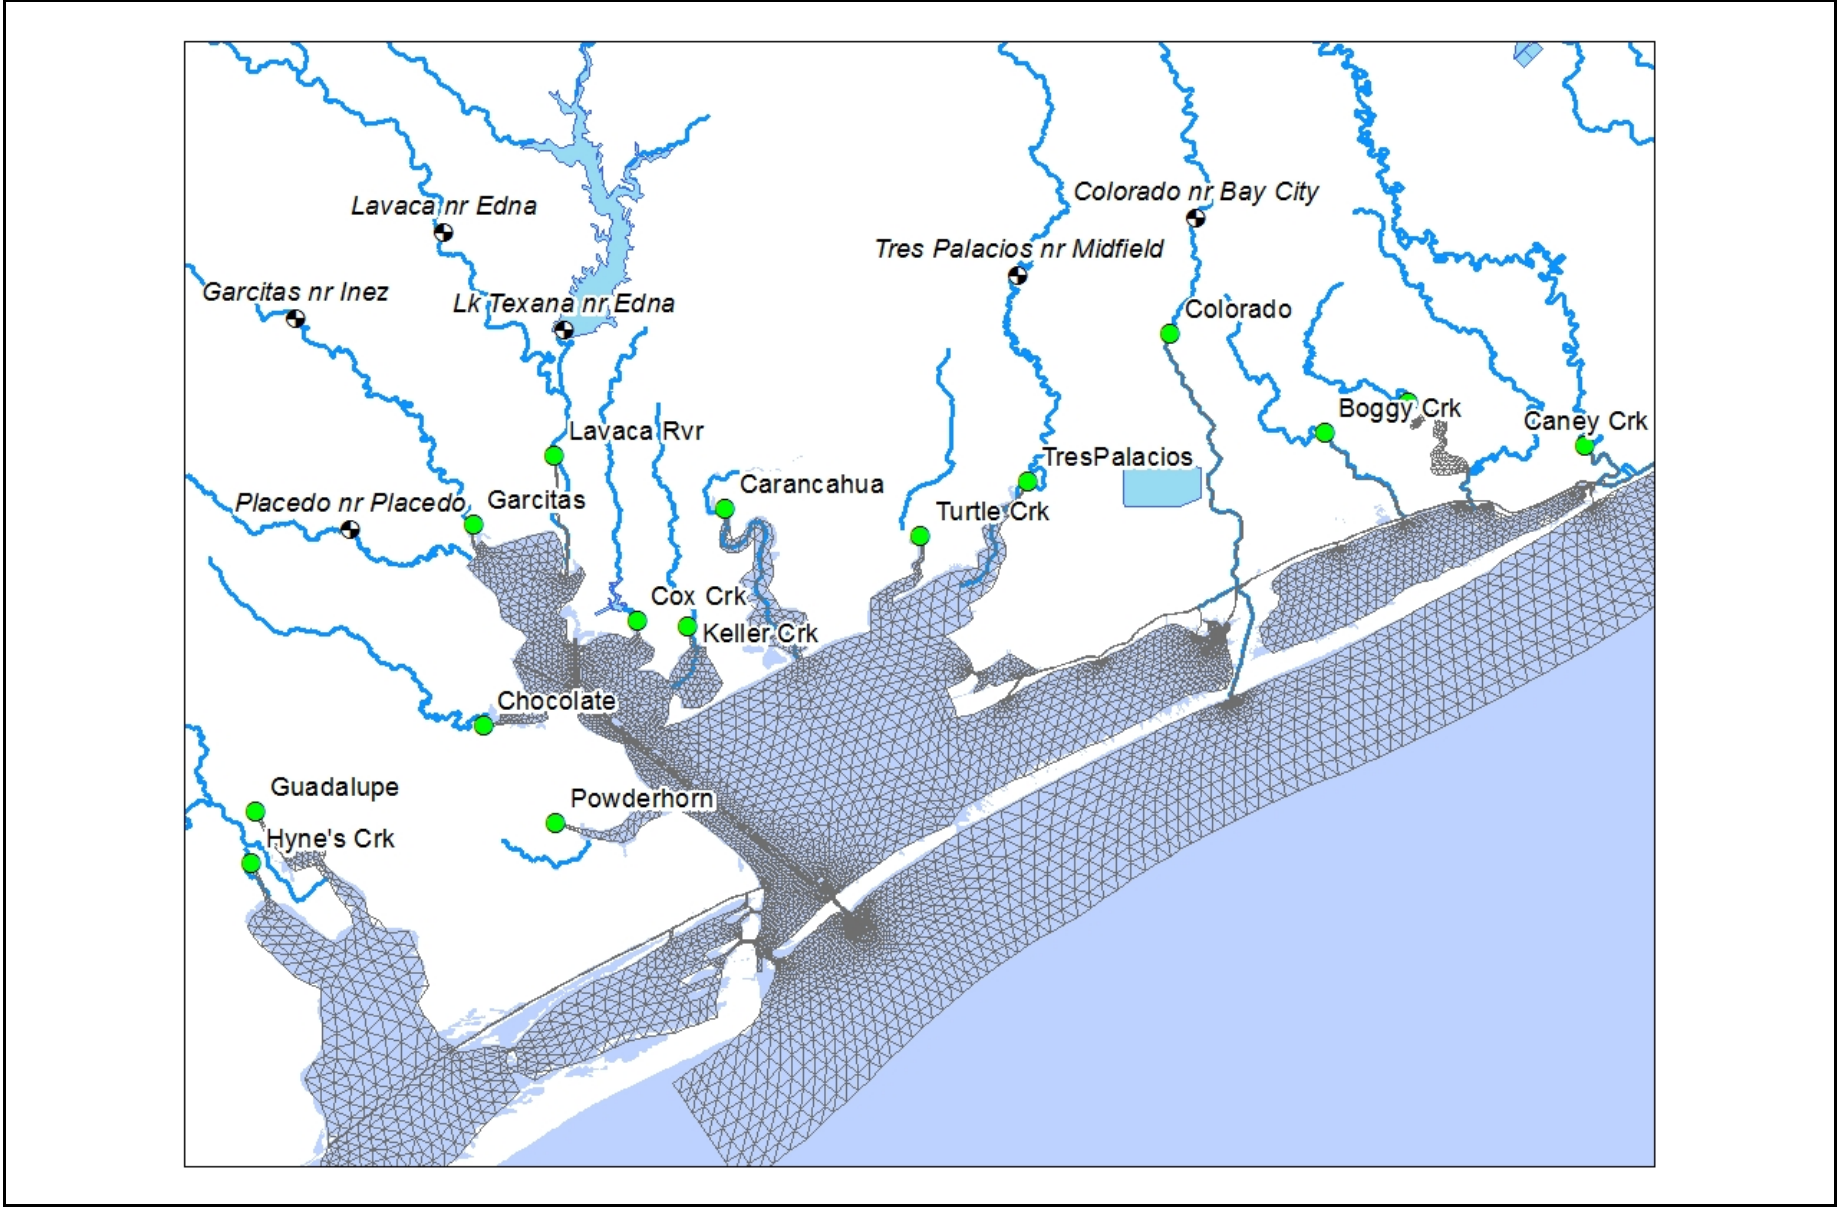 Colorado nr Bay City
Lavaca nr Edna
Tres Palacios nr Midfield
Garcitas nr Inez
Lk Texana nr Edna
Colorado
Boggy Crk
Caney Crk
Lavaca Rvr
TresPalacios
Carancahua
Placedo nr Placedo
Garcitas
Turtle Crk
Cox Crk
Keller Crk
Chocolate
Guadalupe
Powderhorn
Hyne's Crk